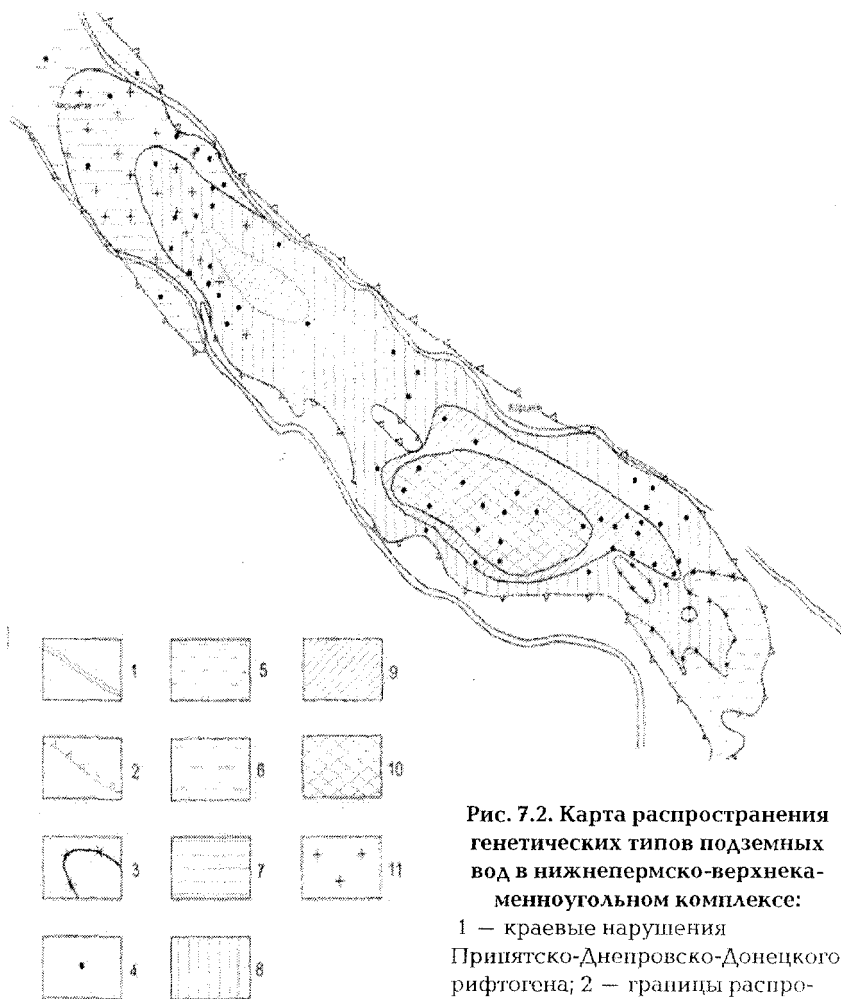 Харьков
1
5
9
2
6
10
3
7
11
4
8
Рис. 7.2. Карта распространения
генетических типов подземных
вод в нижнепермско-верхнека-
менноугольном комплексе:
1 — краевые нарушения
Припятско-Днепровско-Донецкого
рифтогена; 2 — границы распро-